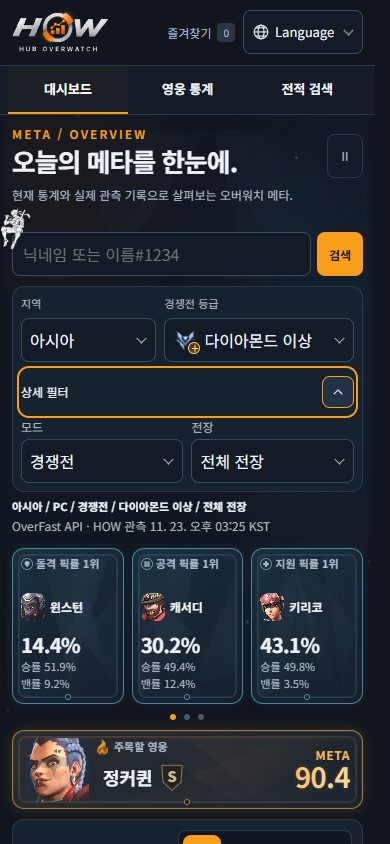 HOW
HUB OVERWATCH
즐겨찾기 0
Language
대시보드 영웅 통계 전적 검색
META / OVERVIEW
오늘의 메타를 한눈에.
현재 통계와 실제 관측 기록으로 살펴보는 오버워치 메타.
닉네임 또는 이름#1234
검색
지역 경쟁전 등급
아시아 다이아몬드 이상
상세 필터
모드 전장
경쟁전 전체 전장
아시아 / PC / 경쟁전 / 다이아몬드 이상 / 전체 전장
OverFast API · HOW 관측 11. 23. 오후 03:25 KST
돌격 픽률 1위
윈스턴
14.4%
승률 51.9%
밴률 9.2%
공격 픽률 1위
캐서디
30.2%
승률 49.4%
밴률 12.4%
지원 픽률 1위
키리코
43.1%
승률 49.8%
밴률 3.5%
주목할 영웅
정커퀸 S
META
90.4